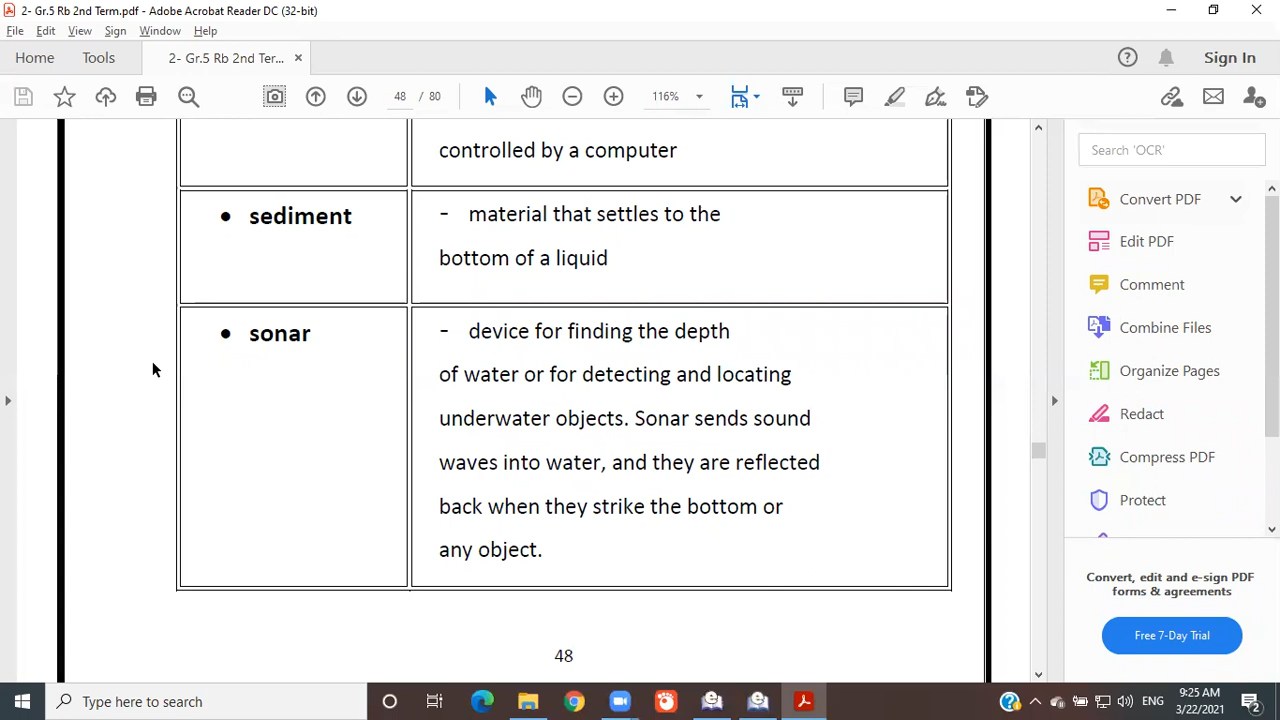 2- Gr.5 Rb 2nd Term.pdf - Adobe Acrobat Reader DC (32-bit)
File Edit View Sign Window Help
Home Tools 2- Gr.5 Rb 2nd Ter... × Sign In
48 / 80 116%
controlled by a computer
• sediment - material that settles to the
bottom of a liquid
• sonar - device for finding the depth
of water or for detecting and locating
underwater objects. Sonar sends sound
waves into water, and they are reflected
back when they strike the bottom or
any object.
48
Search 'OCR'
Convert PDF
Edit PDF
Comment
Combine Files
Organize Pages
Redact
Compress PDF
Protect
Convert, edit and e-sign PDF
forms & agreements
Free 7-Day Trial
Type here to search
ENG
9:25 AM
3/22/2021
2